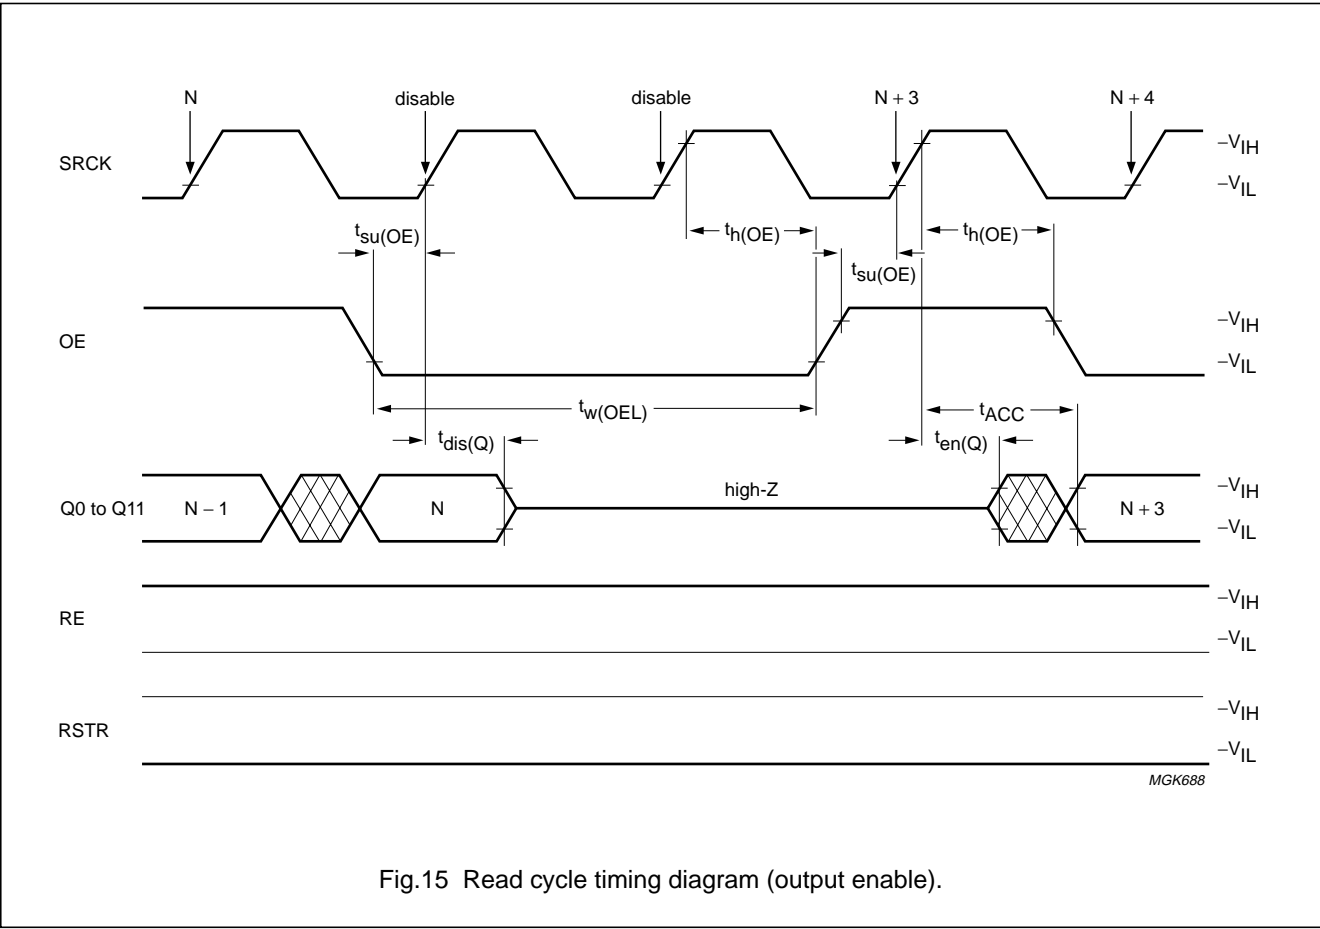 N disable disable N + 3 N + 4
SRCK
–VIH
–VIL
tsu(OE) th(OE) tsu(OE) th(OE)
OE
–VIH
–VIL
tw(OEL) tACC
tdis(Q) ten(Q)
Q0 to Q11 N – 1 N high-Z N + 3
–VIH
–VIL
RE
–VIH
–VIL
RSTR
–VIH
–VIL
MGK688
Fig.15 Read cycle timing diagram (output enable).